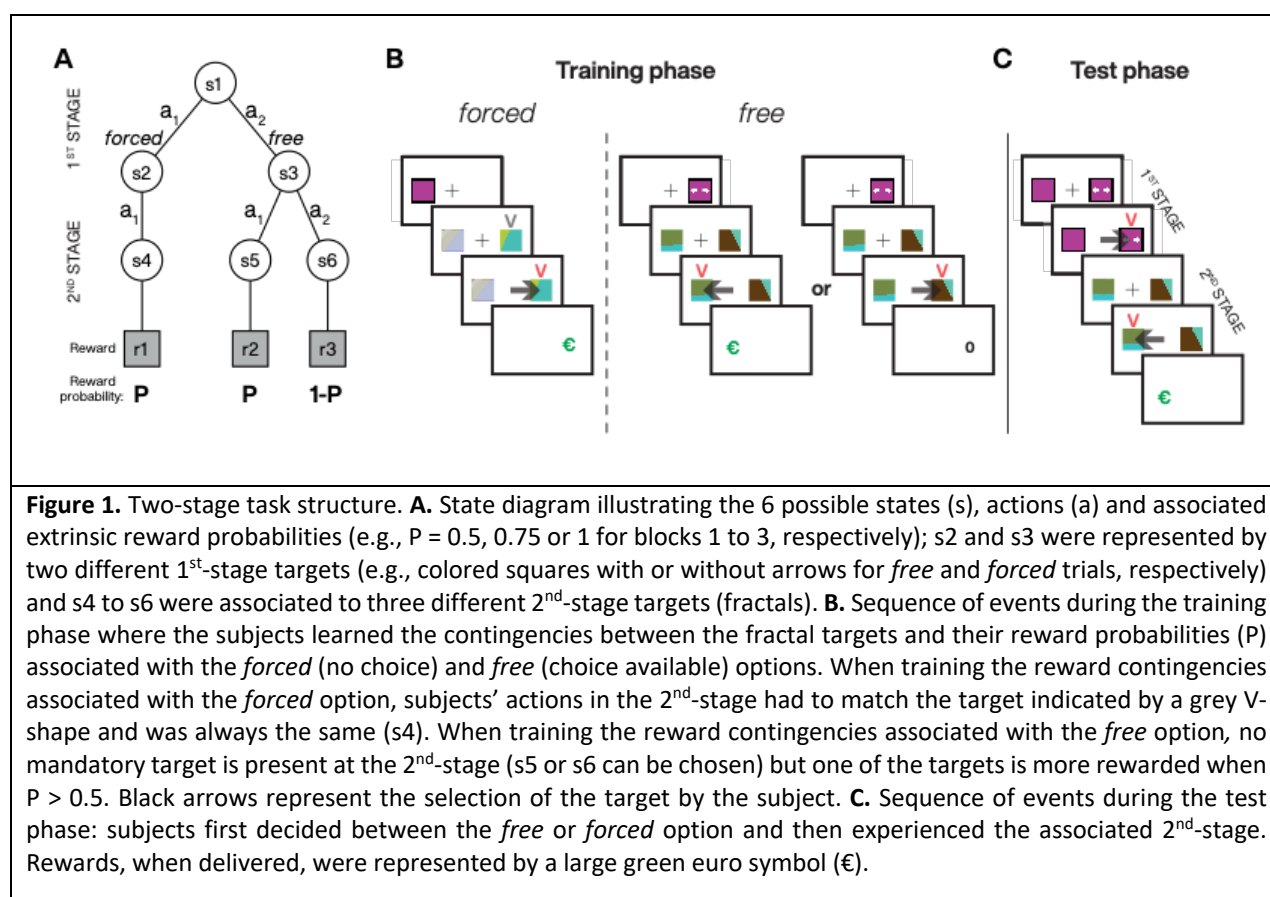 A
B
C
Training phase
Test phase
forced
free
1ST STAGE
2ND STAGE
s1
a1
a2
forced
free
s2
s3
a1
a1
a2
s4
s5
s6
Reward
r1
r2
r3
Reward
probability:
P
P
1-P
+
+
+
+
+
V
+
+
+
V
V
V
or
€
€
0
1ST STAGE
V
2ND STAGE
V
€
Figure 1. Two-stage task structure. A. State diagram illustrating the 6 possible states (s), actions (a) and associated
extrinsic reward probabilities (e.g., P = 0.5, 0.75 or 1 for blocks 1 to 3, respectively); s2 and s3 were represented by
two different 1st-stage targets (e.g., colored squares with or without arrows for free and forced trials, respectively)
and s4 to s6 were associated to three different 2nd-stage targets (fractals). B. Sequence of events during the training
phase where the subjects learned the contingencies between the fractal targets and their reward probabilities (P)
associated with the forced (no choice) and free (choice available) options. When training the reward contingencies
associated with the forced option, subjects’ actions in the 2nd-stage had to match the target indicated by a grey V-
shape and was always the same (s4). When training the reward contingencies associated with the free option, no
mandatory target is present at the 2nd-stage (s5 or s6 can be chosen) but one of the targets is more rewarded when
P > 0.5. Black arrows represent the selection of the target by the subject. C. Sequence of events during the test
phase: subjects first decided between the free or forced option and then experienced the associated 2nd-stage.
Rewards, when delivered, were represented by a large green euro symbol (€).